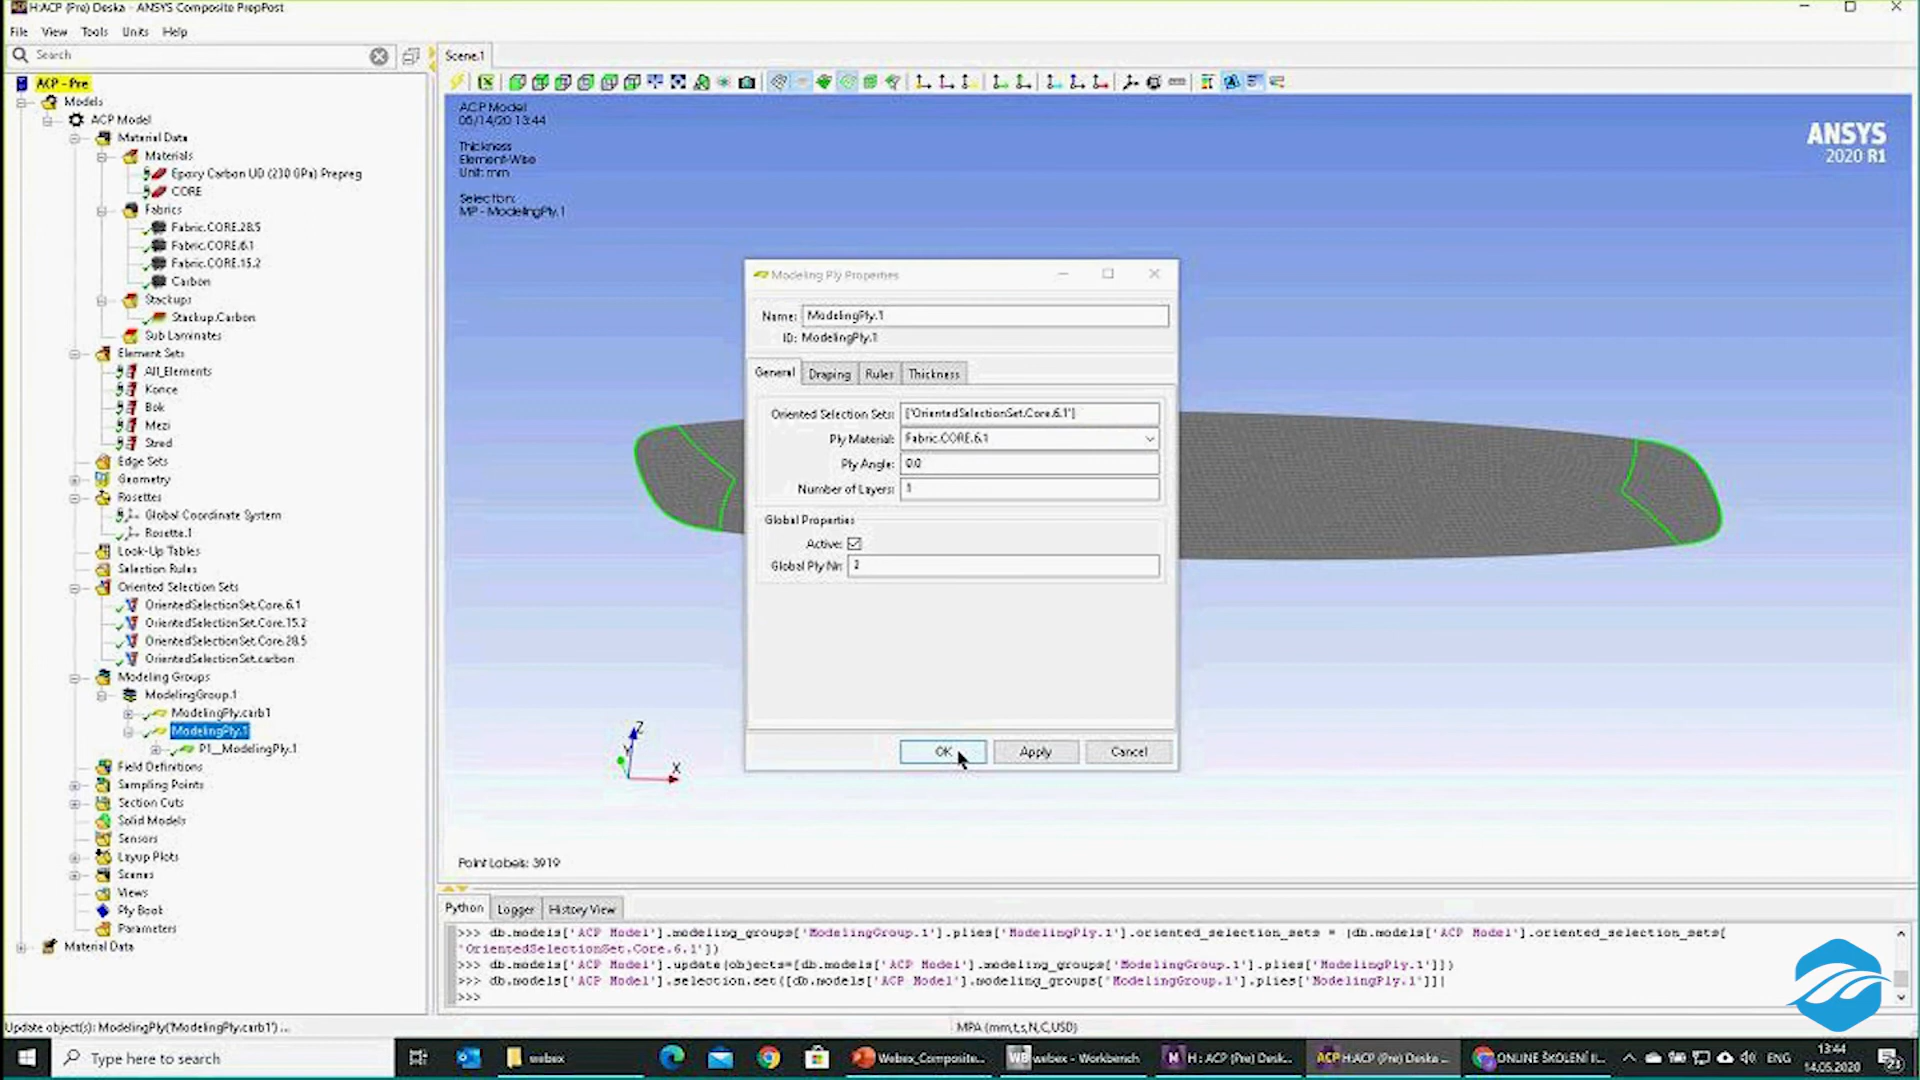 H:ACP (Pre) Deska - ANSYS Composite PrepPost
File View Tools Units Help
Search
Scene.1
ACP - Pre
Models
ACP Model
Material Data
Materials
Epoxy Carbon UD (230 GPa) Prepreg
CORE
Fabrics
Fabric.CORE.28.5
Fabric.CORE.6.1
Fabric.CORE.15.2
Carbon
Stackups
Stackup.Carbon
Sub Laminates
Element Sets
All_Elements
Konce
Bok
Mezi
Stred
Edge Sets
Geometry
Rosettes
Global Coordinate System
Rosette.1
Look-Up Tables
Selection Rules
Oriented Selection Sets
OrientedSelectionSet.Core.6.1
OrientedSelectionSet.Core.15.2
OrientedSelectionSet.Core.28.5
OrientedSelectionSet.carbon
Modeling Groups
ModelingGroup.1
ModelingPly.carb1
ModelingPly.1
P1__ModelingPly.1
Field Definitions
Sampling Points
Section Cuts
Solid Models
Sensors
Layup Plots
Scenes
Views
Ply Book
Parameters
Material Data
ACP Model
05/14/20 13:44
Thickness
Element-Wise
Unit: mm
Selection:
MP - ModelingPly.1
ANSYS
2020 R1
Modeling Ply Properties
Name: ModelingPly.1
ID: ModelingPly.1
General Draping Rules Thickness
Oriented Selection Sets: ['OrientedSelectionSet.Core.6.1']
Ply Material: Fabric.CORE.6.1
Ply Angle: 0.0
Number of Layers: 1
Global Properties
Active:
Global Ply Nr: 2
OK Apply Cancel
Z
Y
X
Point Labels: 3919
Python Logger History View
>>> db.models['ACP Model'].modeling_groups['ModelingGroup.1'].plies['ModelingPly.1'].oriented_selection_sets = [db.models['ACP Model'].oriented_selection_sets[
'OrientedSelectionSet.Core.6.1'])
>>> db.models['ACP Model'].update(objects=[db.models['ACP Model'].modeling_groups['ModelingGroup.1'].plies['ModelingPly.1']])
>>> db.models['ACP Model'].selection.set([db.models['ACP Model'].modeling_groups['ModelingGroup.1'].plies['ModelingPly.1']])
>>>
Update object(s): ModelingPly('ModelingPly.carb1') ...
MPA (mm,t,s,N,C,USD)
Type here to search
webex
Webex_Composite...
webex - Workbench
H : ACP (Pre) Desk...
H:ACP (Pre) Deska ...
ONLINE ŠKOLENÍ II...
ENG
13:44
14.05.2020